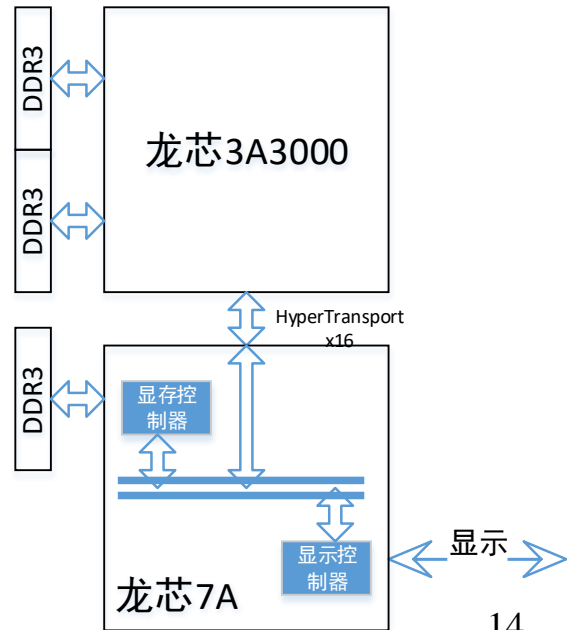 DDR3
龙芯3A3000
DDR3
HyperTransport
x16
DDR3
显存控
制器
显示控
制器
显示
龙芯7A
14